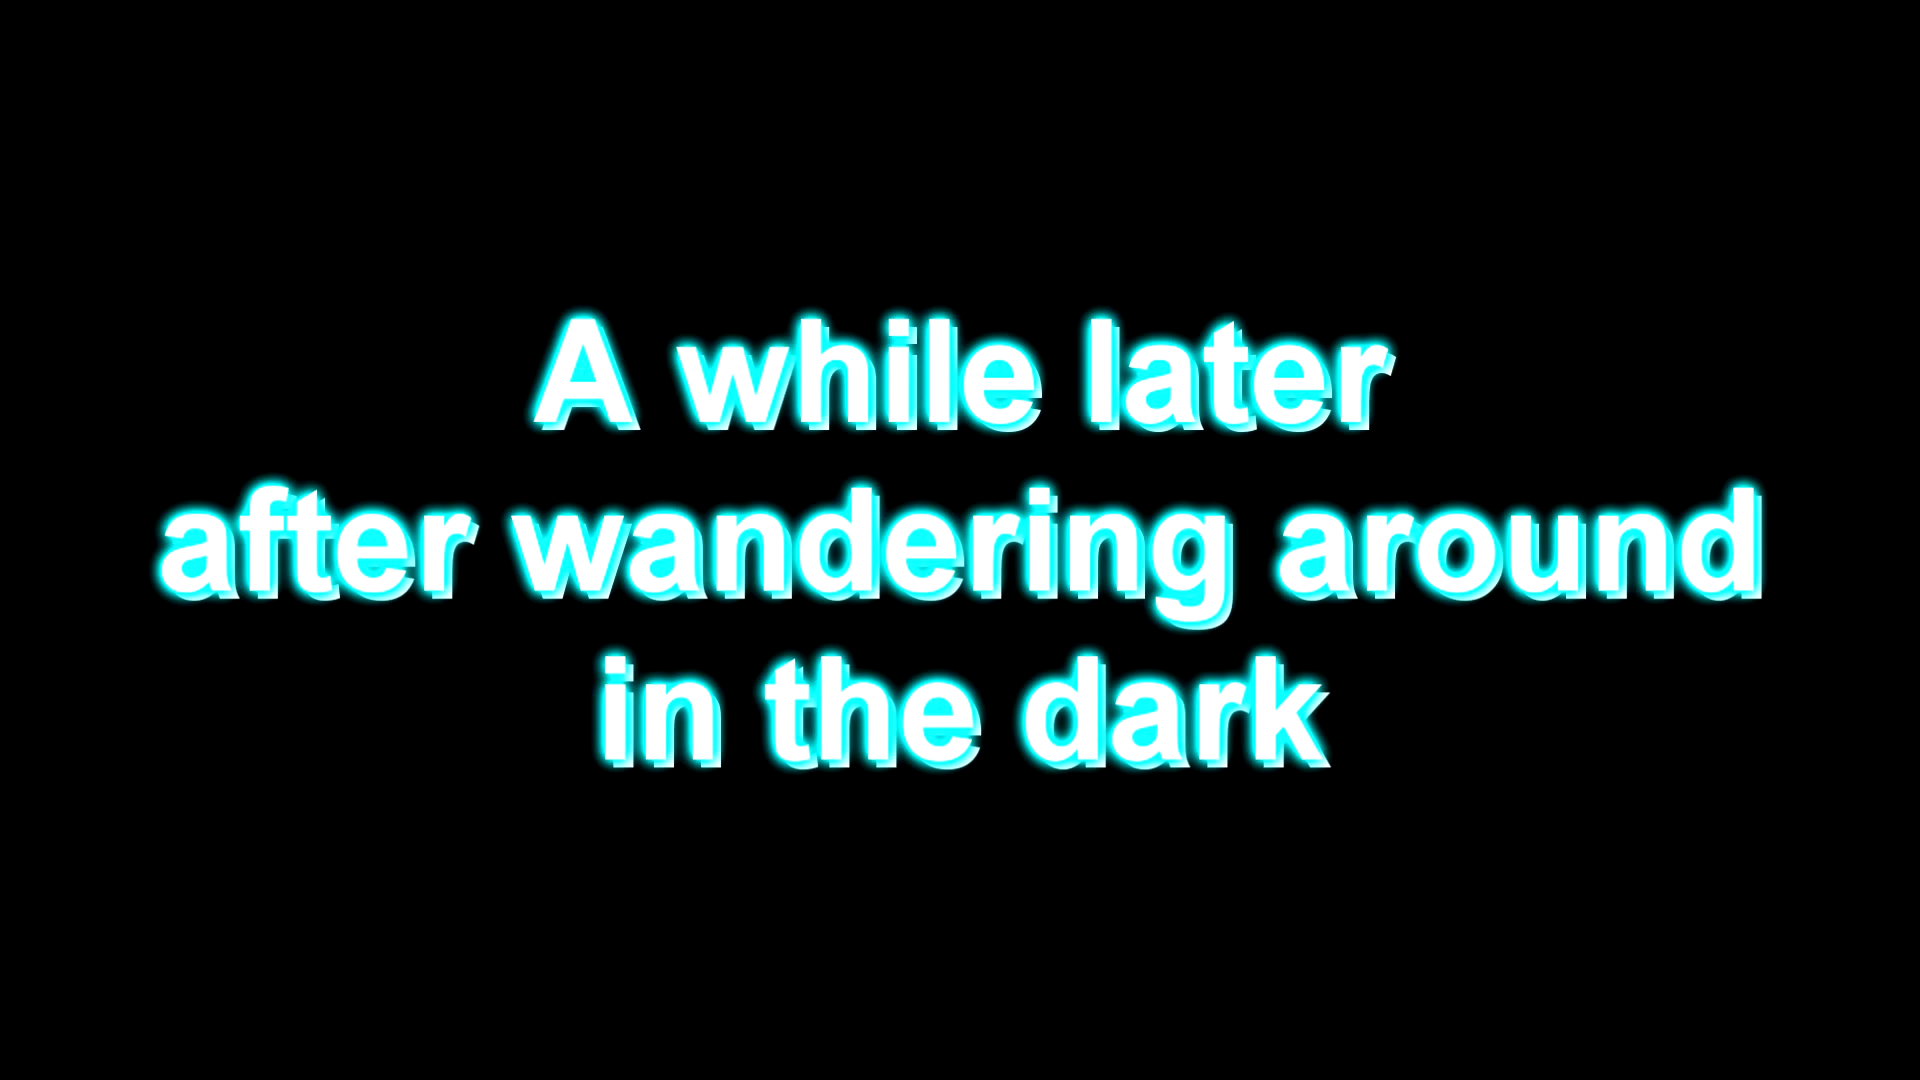 A while later
after wandering around
in the dark